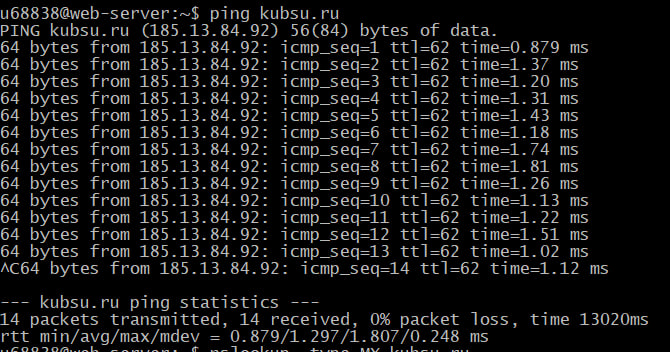 u68838@web-server:~$ ping kubsu.ru
PING kubsu.ru (185.13.84.92) 56(84) bytes of data.
64 bytes from 185.13.84.92: icmp_seq=1 ttl=62 time=0.879 ms
64 bytes from 185.13.84.92: icmp_seq=2 ttl=62 time=1.37 ms
64 bytes from 185.13.84.92: icmp_seq=3 ttl=62 time=1.20 ms
64 bytes from 185.13.84.92: icmp_seq=4 ttl=62 time=1.31 ms
64 bytes from 185.13.84.92: icmp_seq=5 ttl=62 time=1.43 ms
64 bytes from 185.13.84.92: icmp_seq=6 ttl=62 time=1.18 ms
64 bytes from 185.13.84.92: icmp_seq=7 ttl=62 time=1.74 ms
64 bytes from 185.13.84.92: icmp_seq=8 ttl=62 time=1.81 ms
64 bytes from 185.13.84.92: icmp_seq=9 ttl=62 time=1.26 ms
64 bytes from 185.13.84.92: icmp_seq=10 ttl=62 time=1.13 ms
64 bytes from 185.13.84.92: icmp_seq=11 ttl=62 time=1.22 ms
64 bytes from 185.13.84.92: icmp_seq=12 ttl=62 time=1.51 ms
64 bytes from 185.13.84.92: icmp_seq=13 ttl=62 time=1.02 ms
^C64 bytes from 185.13.84.92: icmp_seq=14 ttl=62 time=1.12 ms
--- kubsu.ru ping statistics ---
14 packets transmitted, 14 received, 0% packet loss, time 13020ms
rtt min/avg/max/mdev = 0.879/1.297/1.807/0.248 ms
u68838@web-server:~$ nslookup -type=MX kubsu.ru